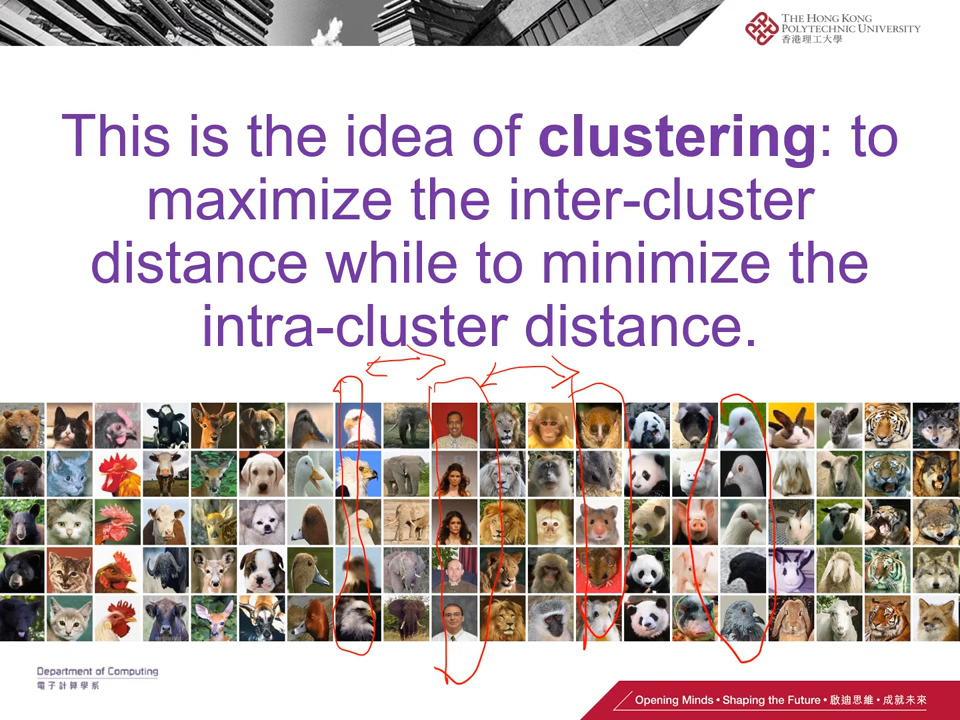 THE HONG KONG
POLYTECHNIC UNIVERSITY
香港理工大學
This is the idea of clustering: to
maximize the inter-cluster
distance while to minimize the
intra-cluster distance.
Department of Computing
電子計算學系
Opening Minds • Shaping the Future • 啟迪思維 • 成就未來